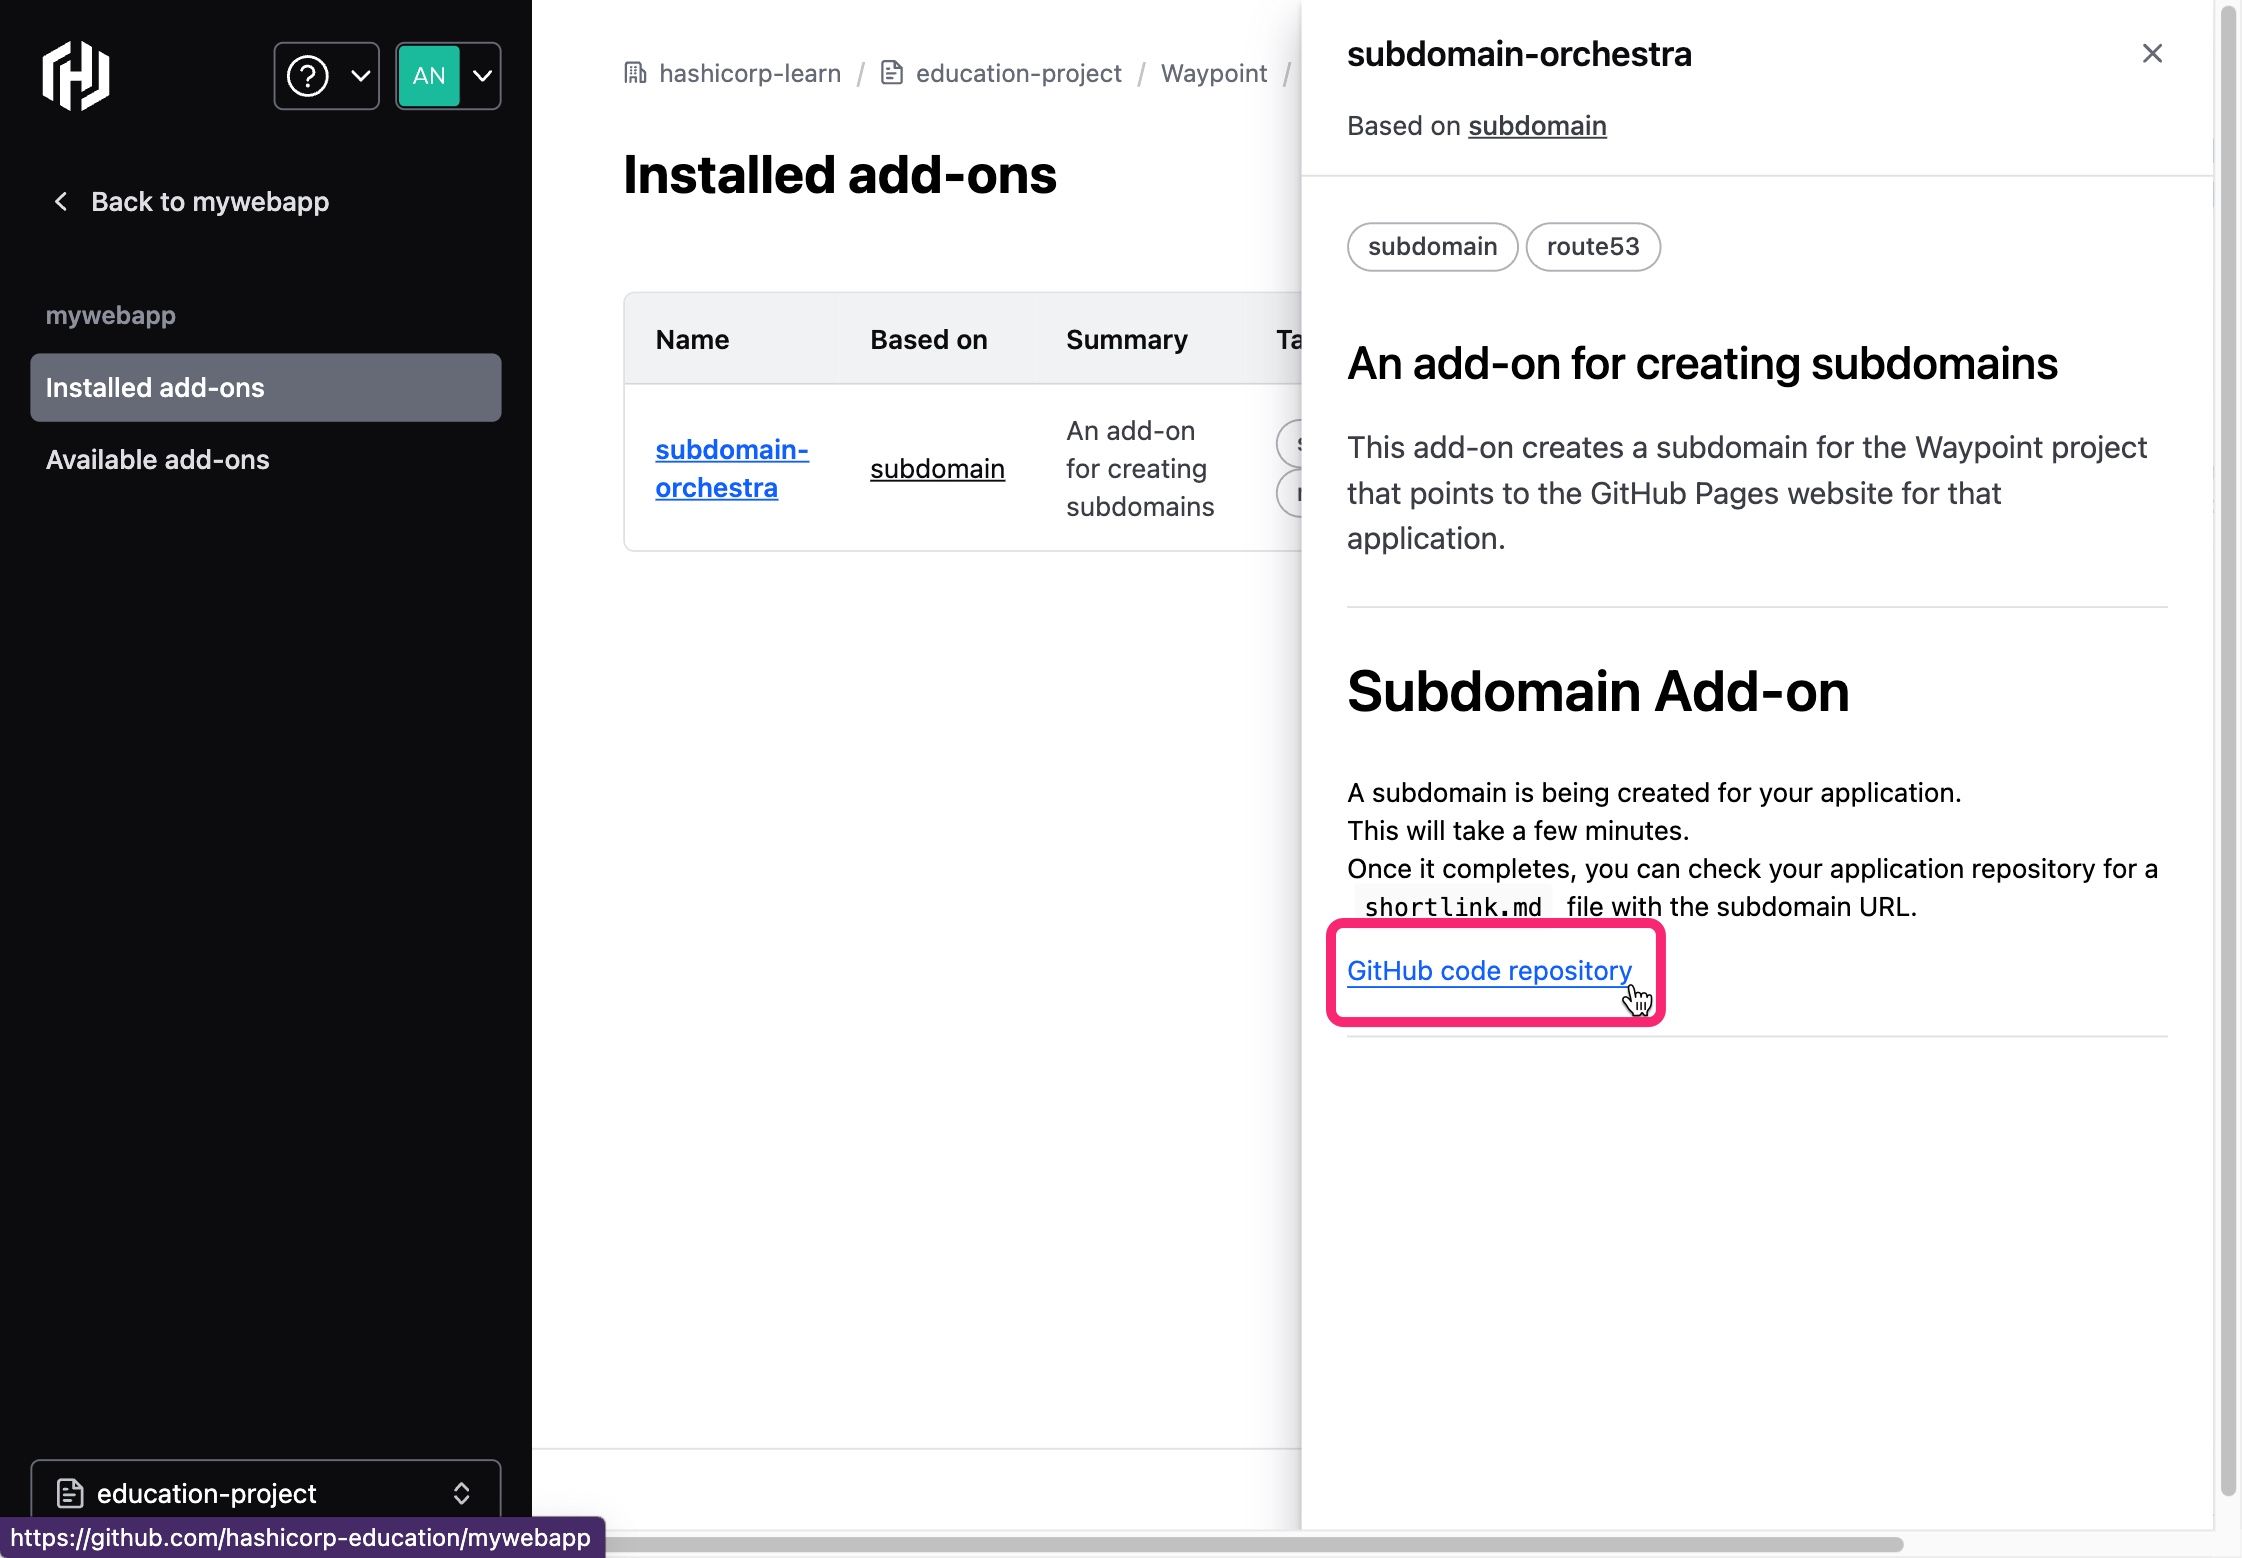 AN
Back to mywebapp
mywebapp
Installed add-ons
Available add-ons
education-project
https://github.com/hashicorp-education/mywebapp
hashicorp-learn / education-project / Waypoint /
Installed add-ons
Name Based on Summary
subdomain-
orchestra
subdomain
An add-on
for creating
subdomains
subdomain-orchestra
Based on subdomain
subdomain route53
An add-on for creating subdomains
This add-on creates a subdomain for the Waypoint project
that points to the GitHub Pages website for that
application.
Subdomain Add-on
A subdomain is being created for your application.
This will take a few minutes.
Once it completes, you can check your application repository for a
shortlink.md file with the subdomain URL.
GitHub code repository